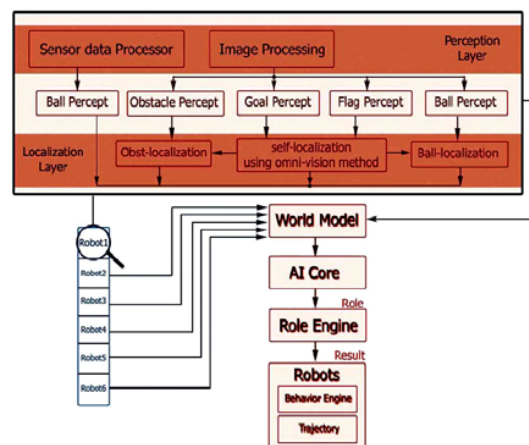 Sensor data Processor
Image Processing
Perception
Layer
Ball Percept
Obstacle Percept
Goal Percept
Flag Percept
Ball Percept
Localization
Layer
Obst-localization
self-localization
using omni-vision method
Ball-localization
Robot1
Robot2
Robot3
Robot4
Robot5
Robot6
World Model
AI Core
Role
Role Engine
Result
Robots
Behavior Engine
Trajectory